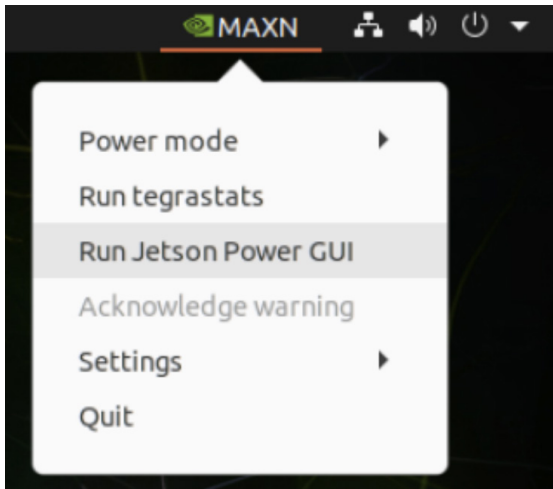 MAXN
Power mode
Run tegrastats
Run Jetson Power GUI
Acknowledge warning
Settings
Quit